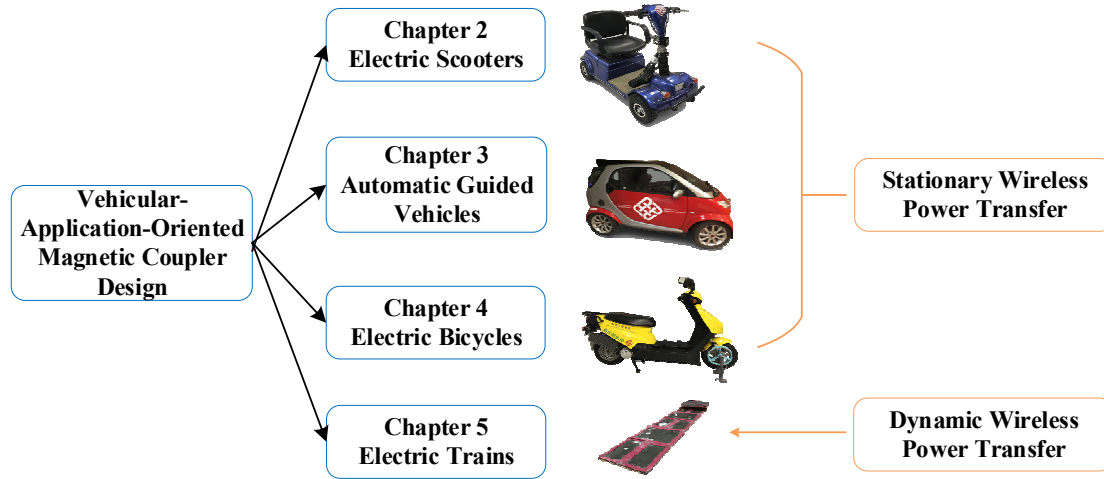 Vehicular-
Application-Oriented
Magnetic Coupler
Design
Chapter 2
Electric Scooters
Chapter 3
Automatic Guided
Vehicles
Chapter 4
Electric Bicycles
Chapter 5
Electric Trains
Stationary Wireless
Power Transfer
Dynamic Wireless
Power Transfer